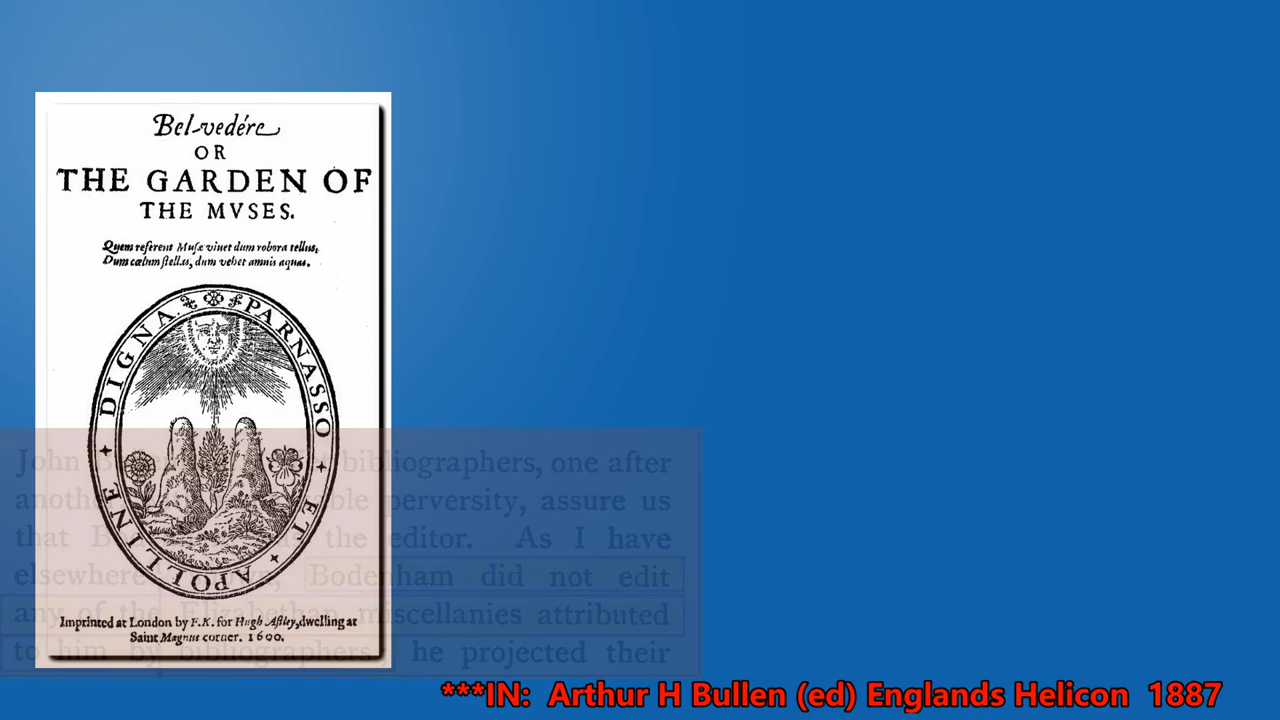 Bel-vedére
OR
THE GARDEN OF
THE MVSES.
Quem referent Musæ viuet dum robora tellus,
Dum cælum stellas, dum vehet amnis aquas.
DIGNA PARNASSO ET APOLLINE
Imprinted at London by F.K. for Hugh Astley, dwelling at
Saint Magnus corner. 1600.
John bibliographers, one after
perversity, assure us
that the editor. As I have
elsewhere Bodenham did not edit
any of the Elizabethan miscellanies attributed
to him by bibliographers: he projected their
***IN: Arthur H Bullen (ed) Englands Helicon 1887